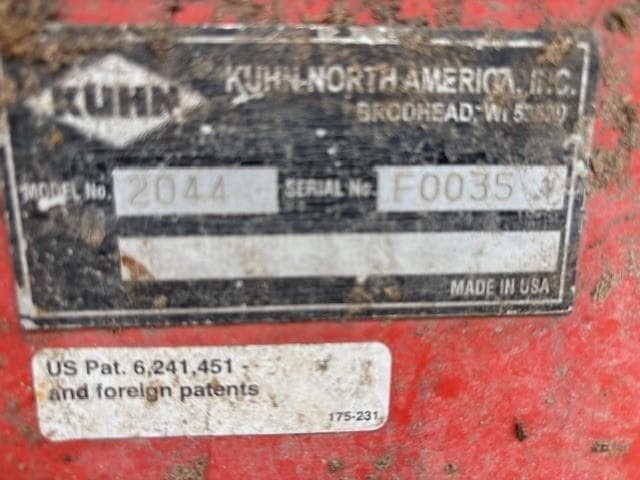 KUHN
KUHN NORTH AMERICA, INC.
BRODHEAD, WI 53520
MODEL No. 2044 SERIAL No. F0035
MADE IN USA
US Pat. 6,241,451
and foreign patents
175-231